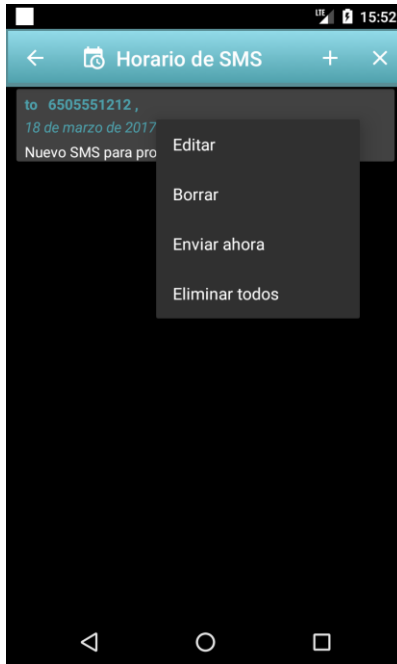 LTE 15:52
Horario de SMS
to 6505551212 ,
18 de marzo de 2017
Nuevo SMS para pro
Editar
Borrar
Enviar ahora
Eliminar todos